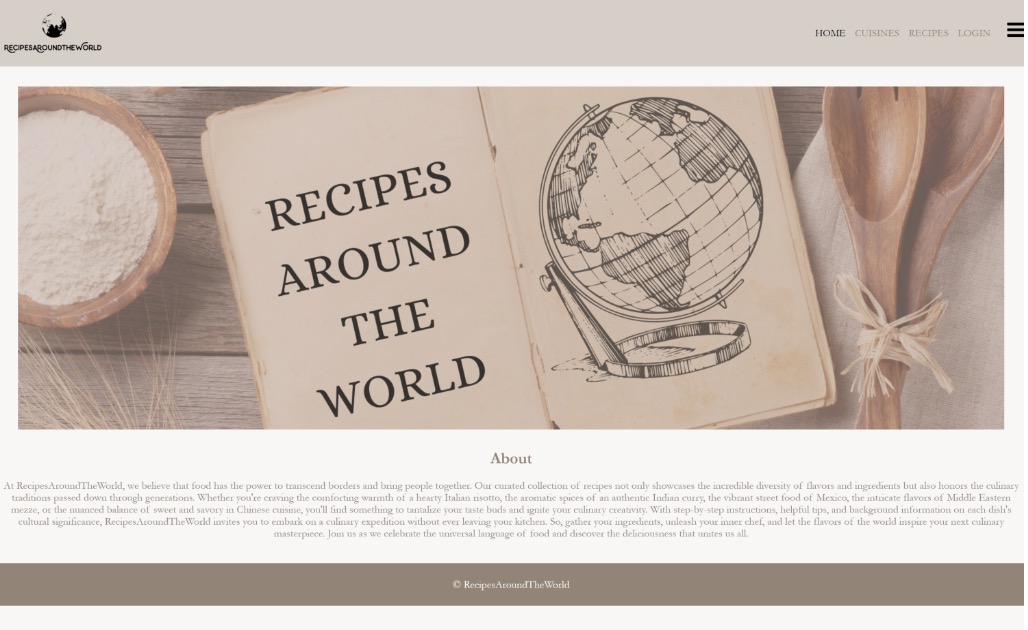 RECIPESAROUNDTHEWORLD
HOME CUISINES RECIPES LOGIN
RECIPES
AROUND
THE
WORLD
About
At RecipesAroundTheWorld, we believe that food has the power to transcend borders and bring people together. Our curated collection of recipes not only showcases the incredible diversity of flavors and ingredients but also honors the culinary
traditions passed down through generations. Whether you're craving the comforting warmth of a hearty Italian risotto, the aromatic spices of an authentic Indian curry, the vibrant street food of Mexico, the intricate flavors of Middle Eastern
mezze, or the nuanced balance of sweet and savory in Chinese cuisine, you'll find something to tantalize your taste buds and ignite your culinary creativity. With step-by-step instructions, helpful tips, and background information on each dish's
cultural significance, RecipesAroundTheWorld invites you to embark on a culinary expedition without ever leaving your kitchen. So, gather your ingredients, unleash your inner chef, and let the flavors of the world inspire your next culinary
masterpiece. Join us as we celebrate the universal language of food and discover the deliciousness that unites us all.
© RecipesAroundTheWorld